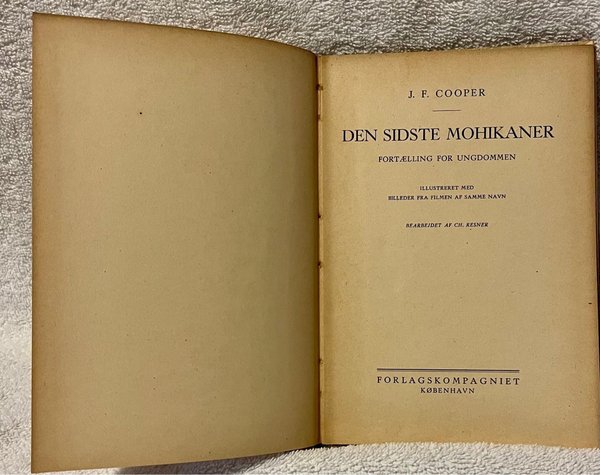 J. F. COOPER
DEN SIDSTE MOHIKANER
FORTÆLLING FOR UNGDOMMEN
ILLUSTRERET MED
BILLEDER FRA FILMEN AF SAMME NAVN
BEARBEJDET AF CH. KESNER
FORLAGSKOMPAGNIET
KØBENHAVN